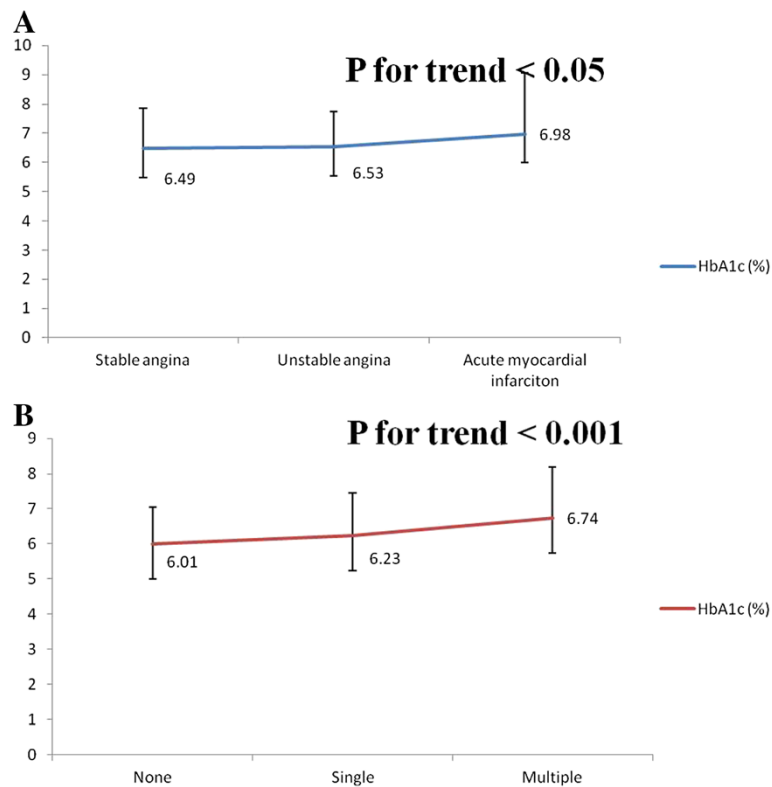 A
P for trend < 0.05
10
9
8
7
6
5
4
3
2
1
0
6.49
6.53
6.98
HbA1c (%)
Stable angina
Unstable angina
Acute myocardial
infarciton
B
P for trend < 0.001
9
8
7
6
5
4
3
2
1
0
6.01
6.23
6.74
HbA1c (%)
None
Single
Multiple